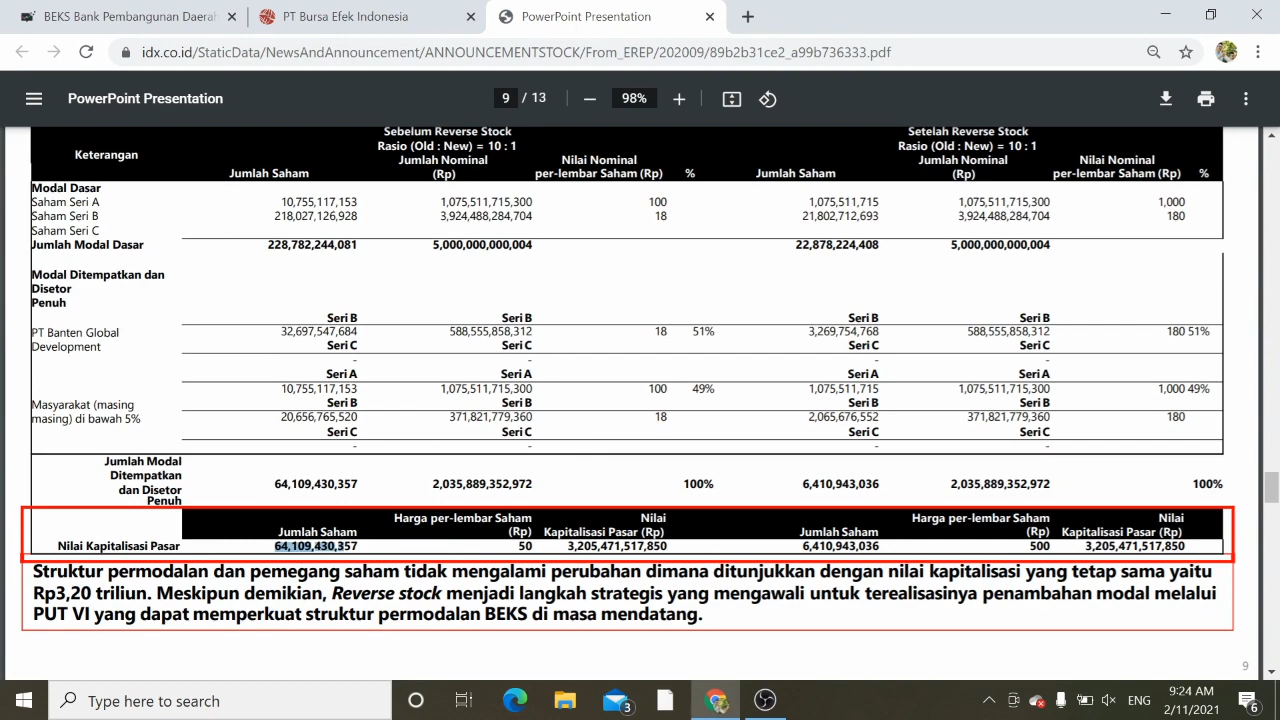 BEKS Bank Pembangunan Daerah
PT Bursa Efek Indonesia
PowerPoint Presentation
idx.co.id/StaticData/NewsAndAnnouncement/ANNOUNCEMENTSTOCK/From_EREP/202009/89b2b31ce2_a99b736333.pdf
PowerPoint Presentation
9 / 13
98%
Sebelum Reverse Stock Setelah Reverse Stock
Rasio (Old : New) = 10 : 1 Rasio (Old : New) = 10 : 1
Keterangan Jumlah Nominal Nilai Nominal Jumlah Nominal Nilai Nominal
Jumlah Saham (Rp) per-lembar Saham (Rp) % Jumlah Saham (Rp) per-lembar Saham (Rp) %
Modal Dasar
Saham Seri A 10,755,117,153 1,075,511,715,300 100 1,075,511,715 1,075,511,715,300 1,000
Saham Seri B 218,027,126,928 3,924,488,284,704 18 21,802,712,693 3,924,488,284,704 180
Saham Seri C
Jumlah Modal Dasar 228,782,244,081 5,000,000,000,004 22,878,224,408 5,000,000,000,004
Modal Ditempatkan dan
Disetor
Penuh
Seri B Seri B Seri B Seri B
PT Banten Global 32,697,547,684 588,555,858,312 18 51% 3,269,754,768 588,555,858,312 180 51%
Development Seri C Seri C Seri C Seri C
- - - -
Seri A Seri A Seri A Seri A
10,755,117,153 1,075,511,715,300 100 49% 1,075,511,715 1,075,511,715,300 1,000 49%
Masyarakat (masing Seri B Seri B Seri B Seri B
masing) di bawah 5% 20,656,765,520 371,821,779,360 18 2,065,676,552 371,821,779,360 180
Seri C Seri C Seri C Seri C
- - - -
Jumlah Modal
Ditempatkan
dan Disetor 64,109,430,357 2,035,889,352,972 100% 6,410,943,036 2,035,889,352,972 100%
Penuh
Harga per-lembar Saham Nilai Harga per-lembar Saham Nilai
Jumlah Saham (Rp) Kapitalisasi Pasar (Rp) Jumlah Saham (Rp) Kapitalisasi Pasar (Rp)
Nilai Kapitalisasi Pasar 64,109,430,357 50 3,205,471,517,850 6,410,943,036 500 3,205,471,517,850
Struktur permodalan dan pemegang saham tidak mengalami perubahan dimana ditunjukkan dengan nilai kapitalisasi yang tetap sama yaitu
Rp3,20 triliun. Meskipun demikian, Reverse stock menjadi langkah strategis yang mengawali untuk terealisasinya penambahan modal melalui
PUT VI yang dapat memperkuat struktur permodalan BEKS di masa mendatang.
9
Type here to search
3
ENG
9:24 AM
2/11/2021
6